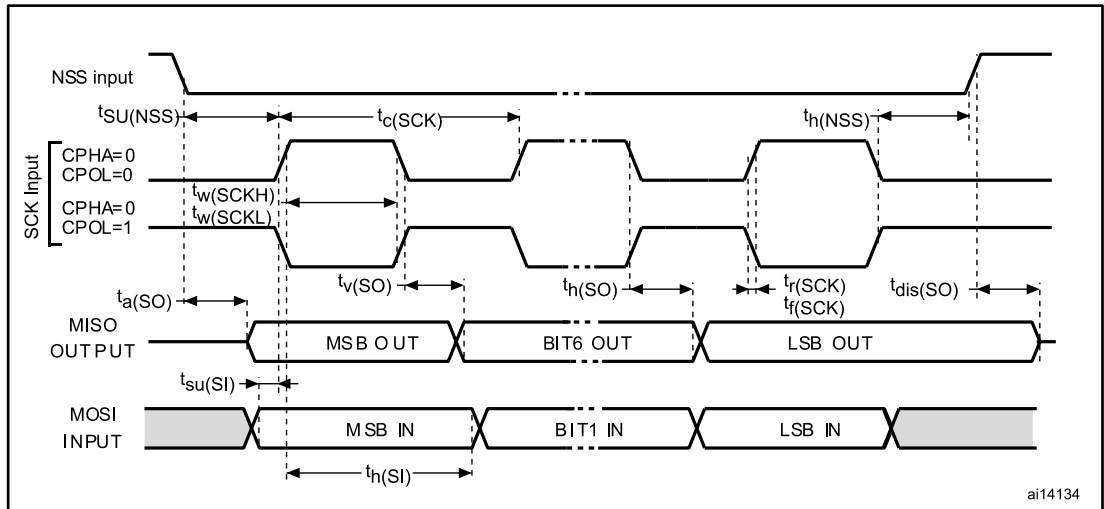 NSS input
tSU(NSS)
tc(SCK)
th(NSS)
SCK Input
CPHA=0
CPOL=0
tw(SCKH)
CPHA=0
tw(SCKL)
CPOL=1
ta(SO)
tv(SO)
th(SO)
tr(SCK)
tf(SCK)
tdis(SO)
MISO
OUTPUT
MSB OUT
BIT6 OUT
LSB OUT
tsu(SI)
MOSI
INPUT
MSB IN
BIT1 IN
LSB IN
th(SI)
ai14134